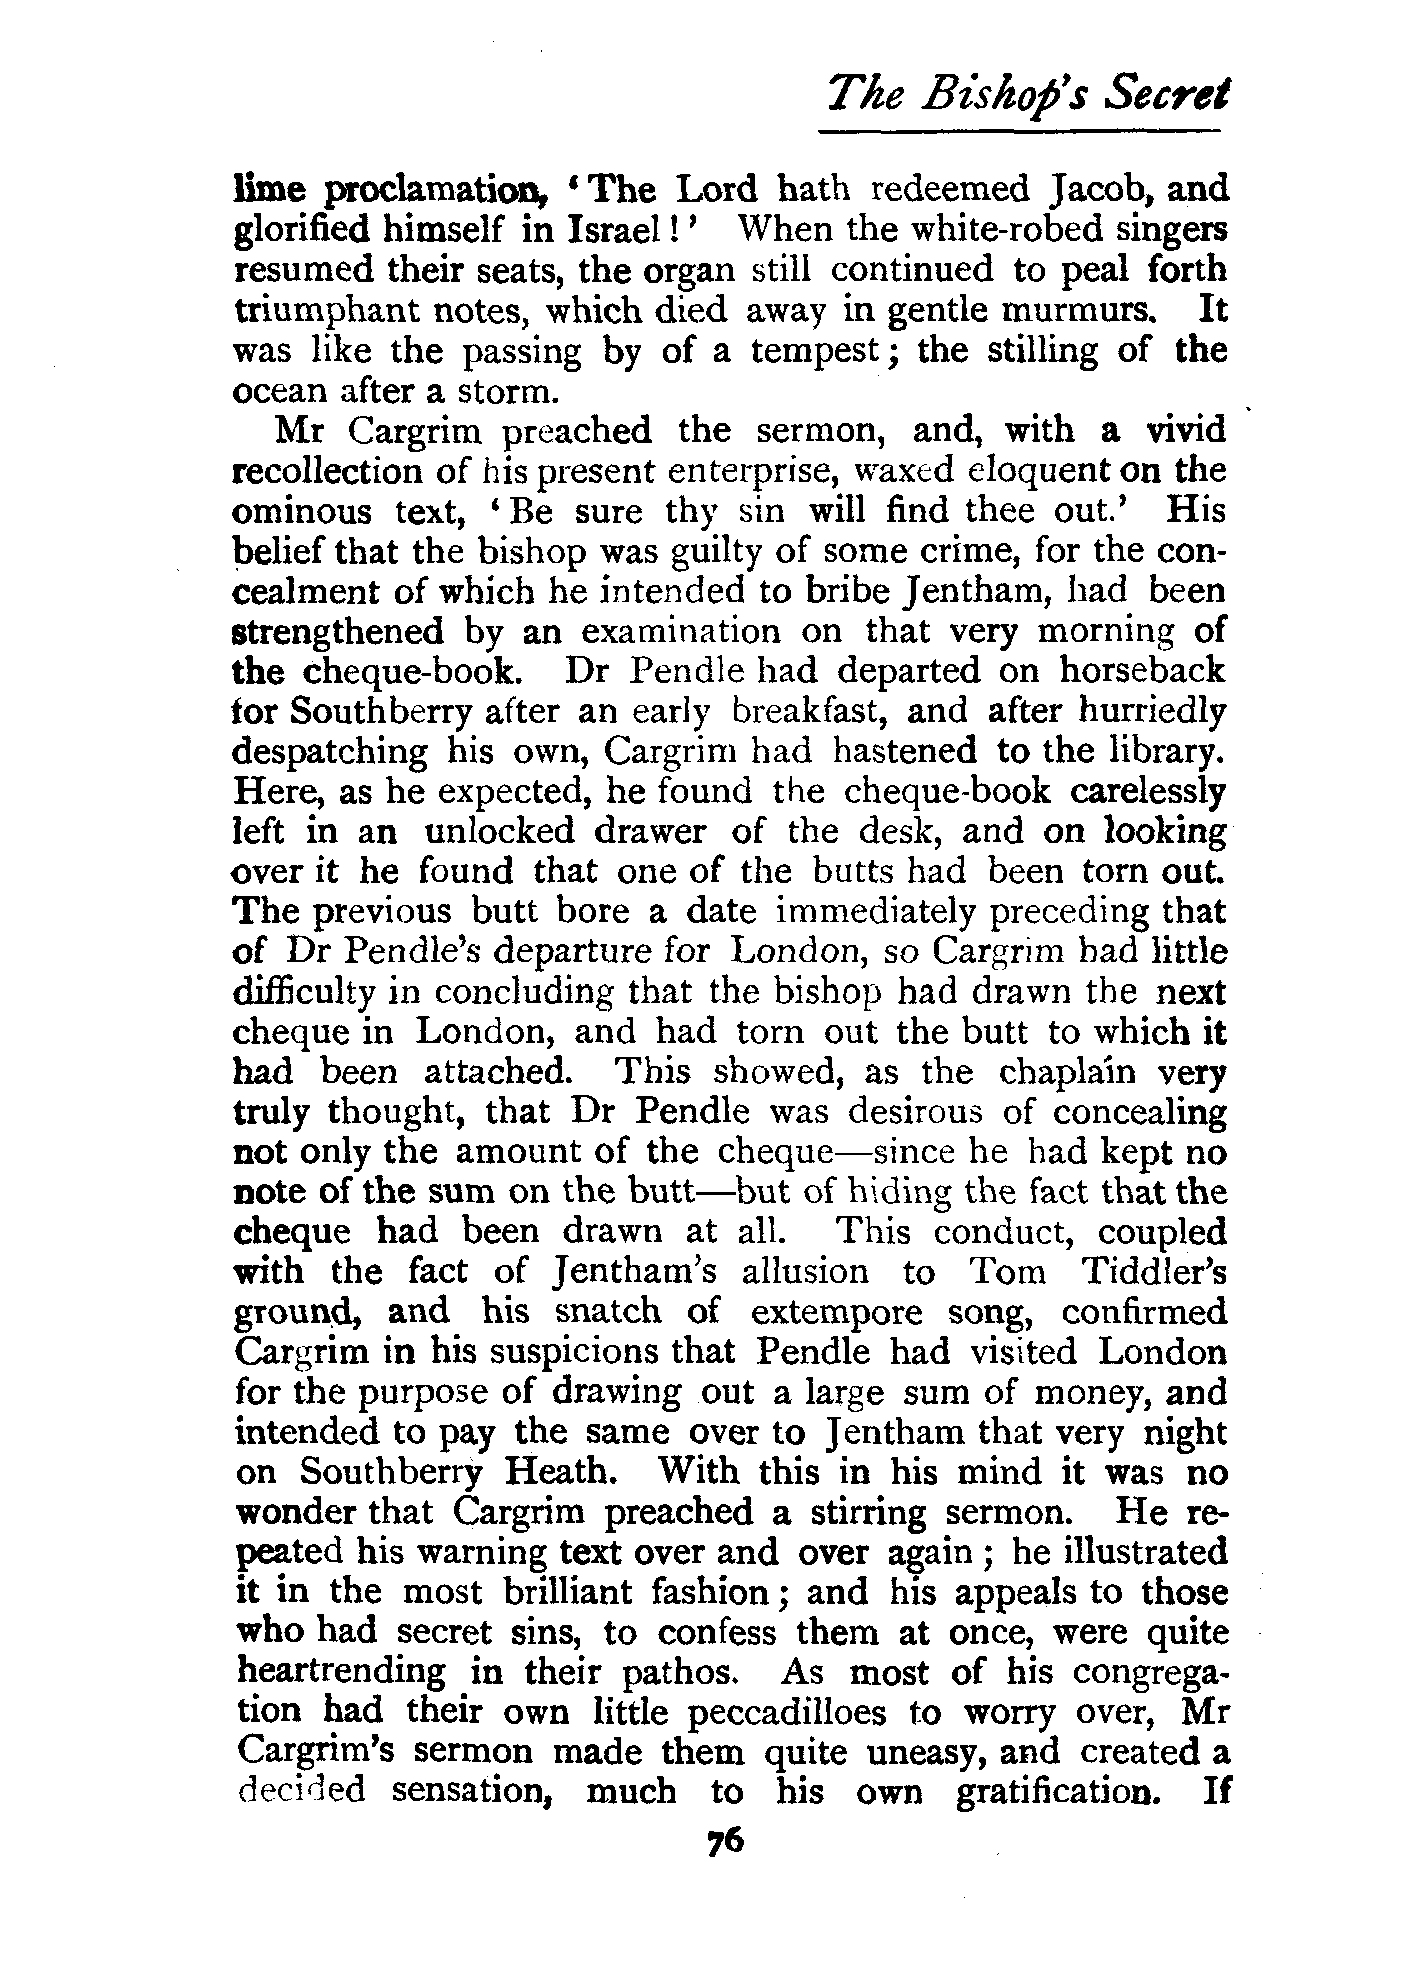 The Bishop's Secret
lime proclamation, ‘The Lord hath redeemed Jacob, and
glorified himself in Israel!’ When the white-robed singers
resumed their seats, the organ still continued to peal forth
triumphant notes, which died away in gentle murmurs. It
was like the passing by of a tempest; the stilling of the
ocean after a storm.
Mr Cargrim preached the sermon, and, with a vivid
recollection of his present enterprise, waxed eloquent on the
ominous text, ‘Be sure thy sin will find thee out.’ His
belief that the bishop was guilty of some crime, for the con-
cealment of which he intended to bribe Jentham, had been
strengthened by an examination on that very morning of
the cheque-book. Dr Pendle had departed on horseback
for Southberry after an early breakfast, and after hurriedly
despatching his own, Cargrim had hastened to the library.
Here, as he expected, he found the cheque-book carelessly
left in an unlocked drawer of the desk, and on looking
over it he found that one of the butts had been torn out.
The previous butt bore a date immediately preceding that
of Dr Pendle's departure for London, so Cargrim had little
difficulty in concluding that the bishop had drawn the next
cheque in London, and had torn out the butt to which it
had been attached. This showed, as the chaplain very
truly thought, that Dr Pendle was desirous of concealing
not only the amount of the cheque—since he had kept no
note of the sum on the butt—but of hiding the fact that the
cheque had been drawn at all. This conduct, coupled
with the fact of Jentham's allusion to Tom Tiddler's
ground, and his snatch of extempore song, confirmed
Cargrim in his suspicions that Pendle had visited London
for the purpose of drawing out a large sum of money, and
intended to pay the same over to Jentham that very night
on Southberry Heath. With this in his mind it was no
wonder that Cargrim preached a stirring sermon. He re-
peated his warning text over and over again; he illustrated
it in the most brilliant fashion; and his appeals to those
who had secret sins, to confess them at once, were quite
heartrending in their pathos. As most of his congrega-
tion had their own little peccadilloes to worry over, Mr
Cargrim's sermon made them quite uneasy, and created a
decided sensation, much to his own gratification. If
76